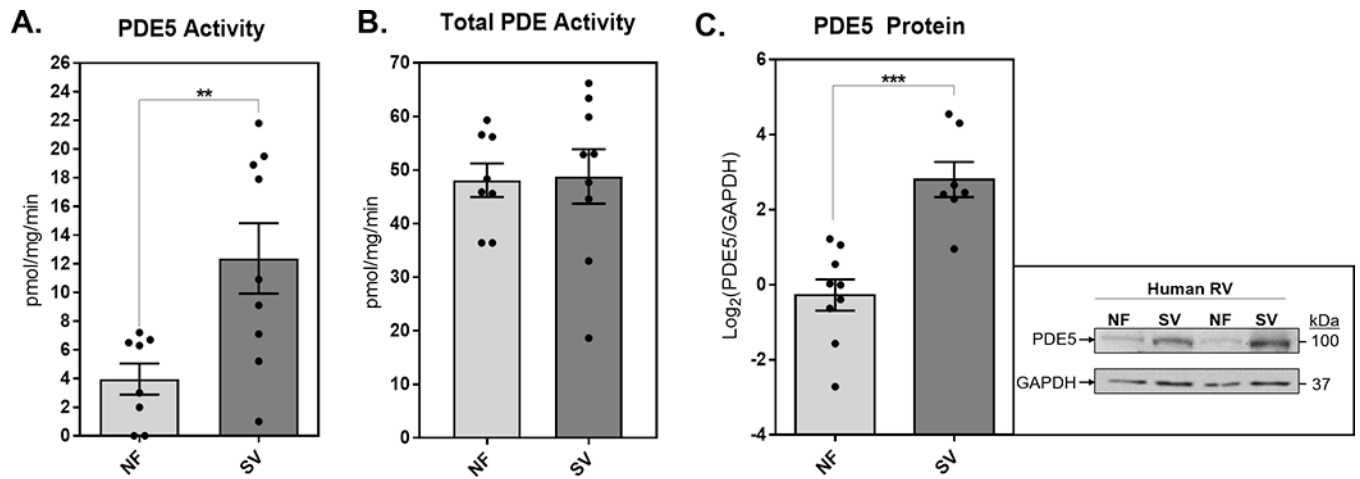 A.
PDE5 Activity
pmol/mg/min
26
24
22
20
18
16
14
12
10
8
6
4
2
0
**
NF
SV
B.
Total PDE Activity
pmol/mg/min
70
60
50
40
30
20
10
0
NF
SV
C.
PDE5 Protein
Log2(PDE5/GAPDH)
6
4
2
0
-2
-4
***
NF
SV
Human RV
NF SV NF SV kDa
PDE5 100
GAPDH 37